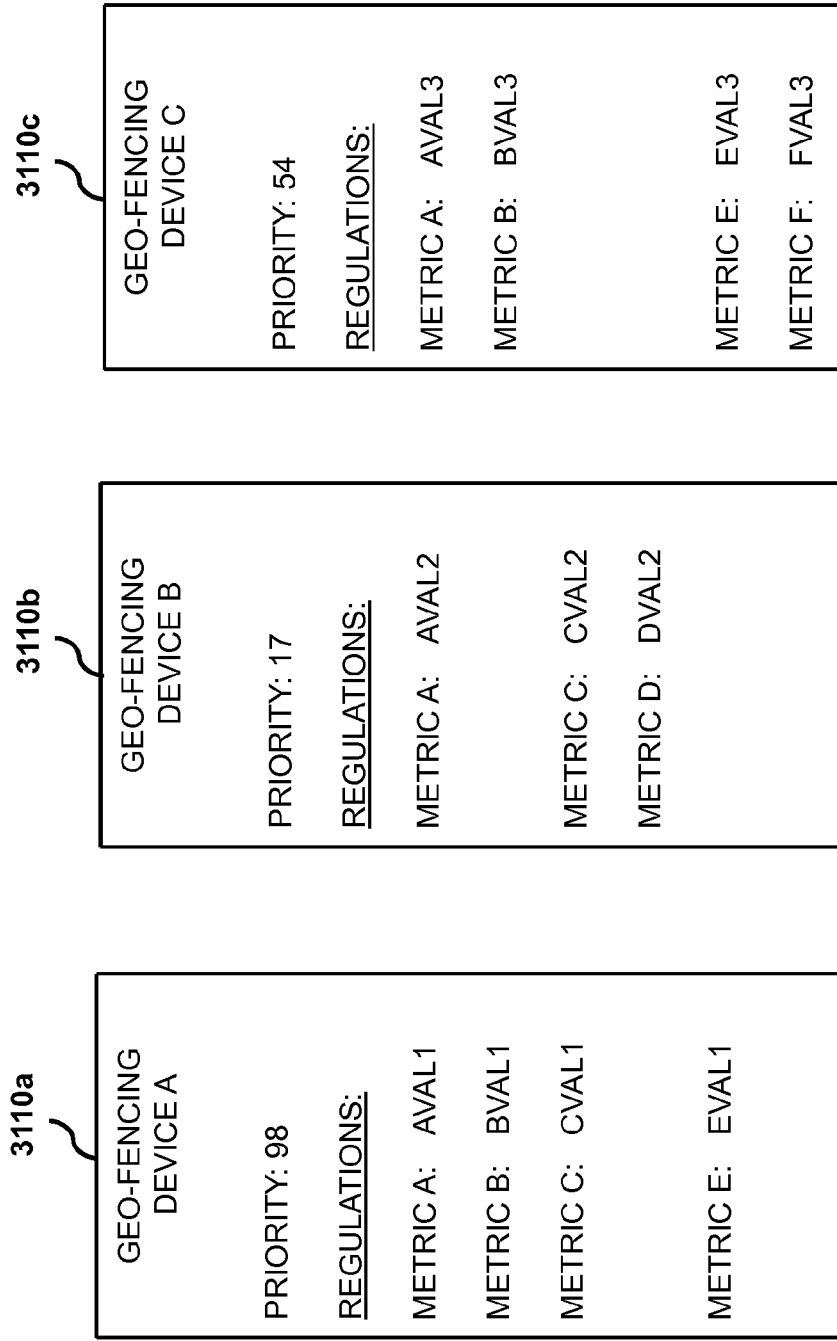 3110a
GEO-FENCING
DEVICE A
PRIORITY: 98
REGULATIONS:
METRIC A: AVAL1
METRIC B: BVAL1
METRIC C: CVAL1
METRIC E: EVAL1
3110b
GEO-FENCING
DEVICE B
PRIORITY: 17
REGULATIONS:
METRIC A: AVAL2
METRIC C: CVAL2
METRIC D: DVAL2
3110c
GEO-FENCING
DEVICE C
PRIORITY: 54
REGULATIONS:
METRIC A: AVAL3
METRIC B: BVAL3
METRIC E: EVAL3
METRIC F: FVAL3